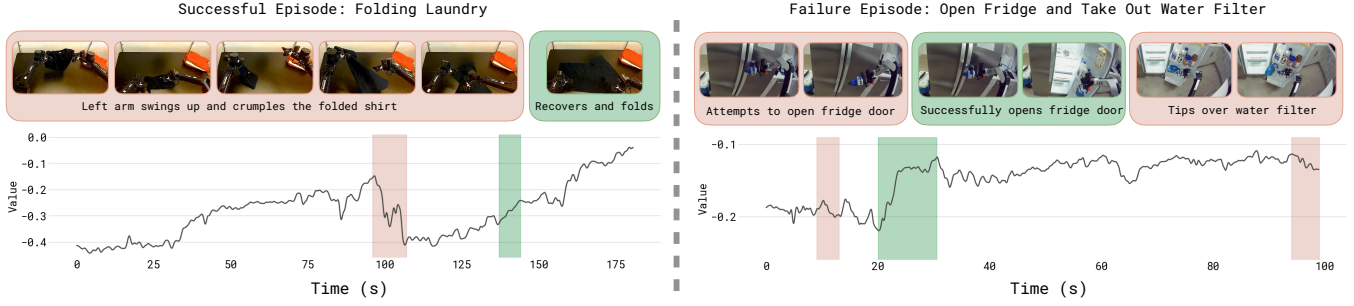 Successful Episode: Folding Laundry
Left arm swings up and crumples the folded shirt
Recovers and folds
0.0
-0.1
-0.2
-0.3
-0.4
Value
0 25 50 75 100 125 150 175
Time (s)
Failure Episode: Open Fridge and Take Out Water Filter
Attempts to open fridge door
Successfully opens fridge door
Tips over water filter
-0.1
-0.2
Value
0 20 40 60 80 100
Time (s)